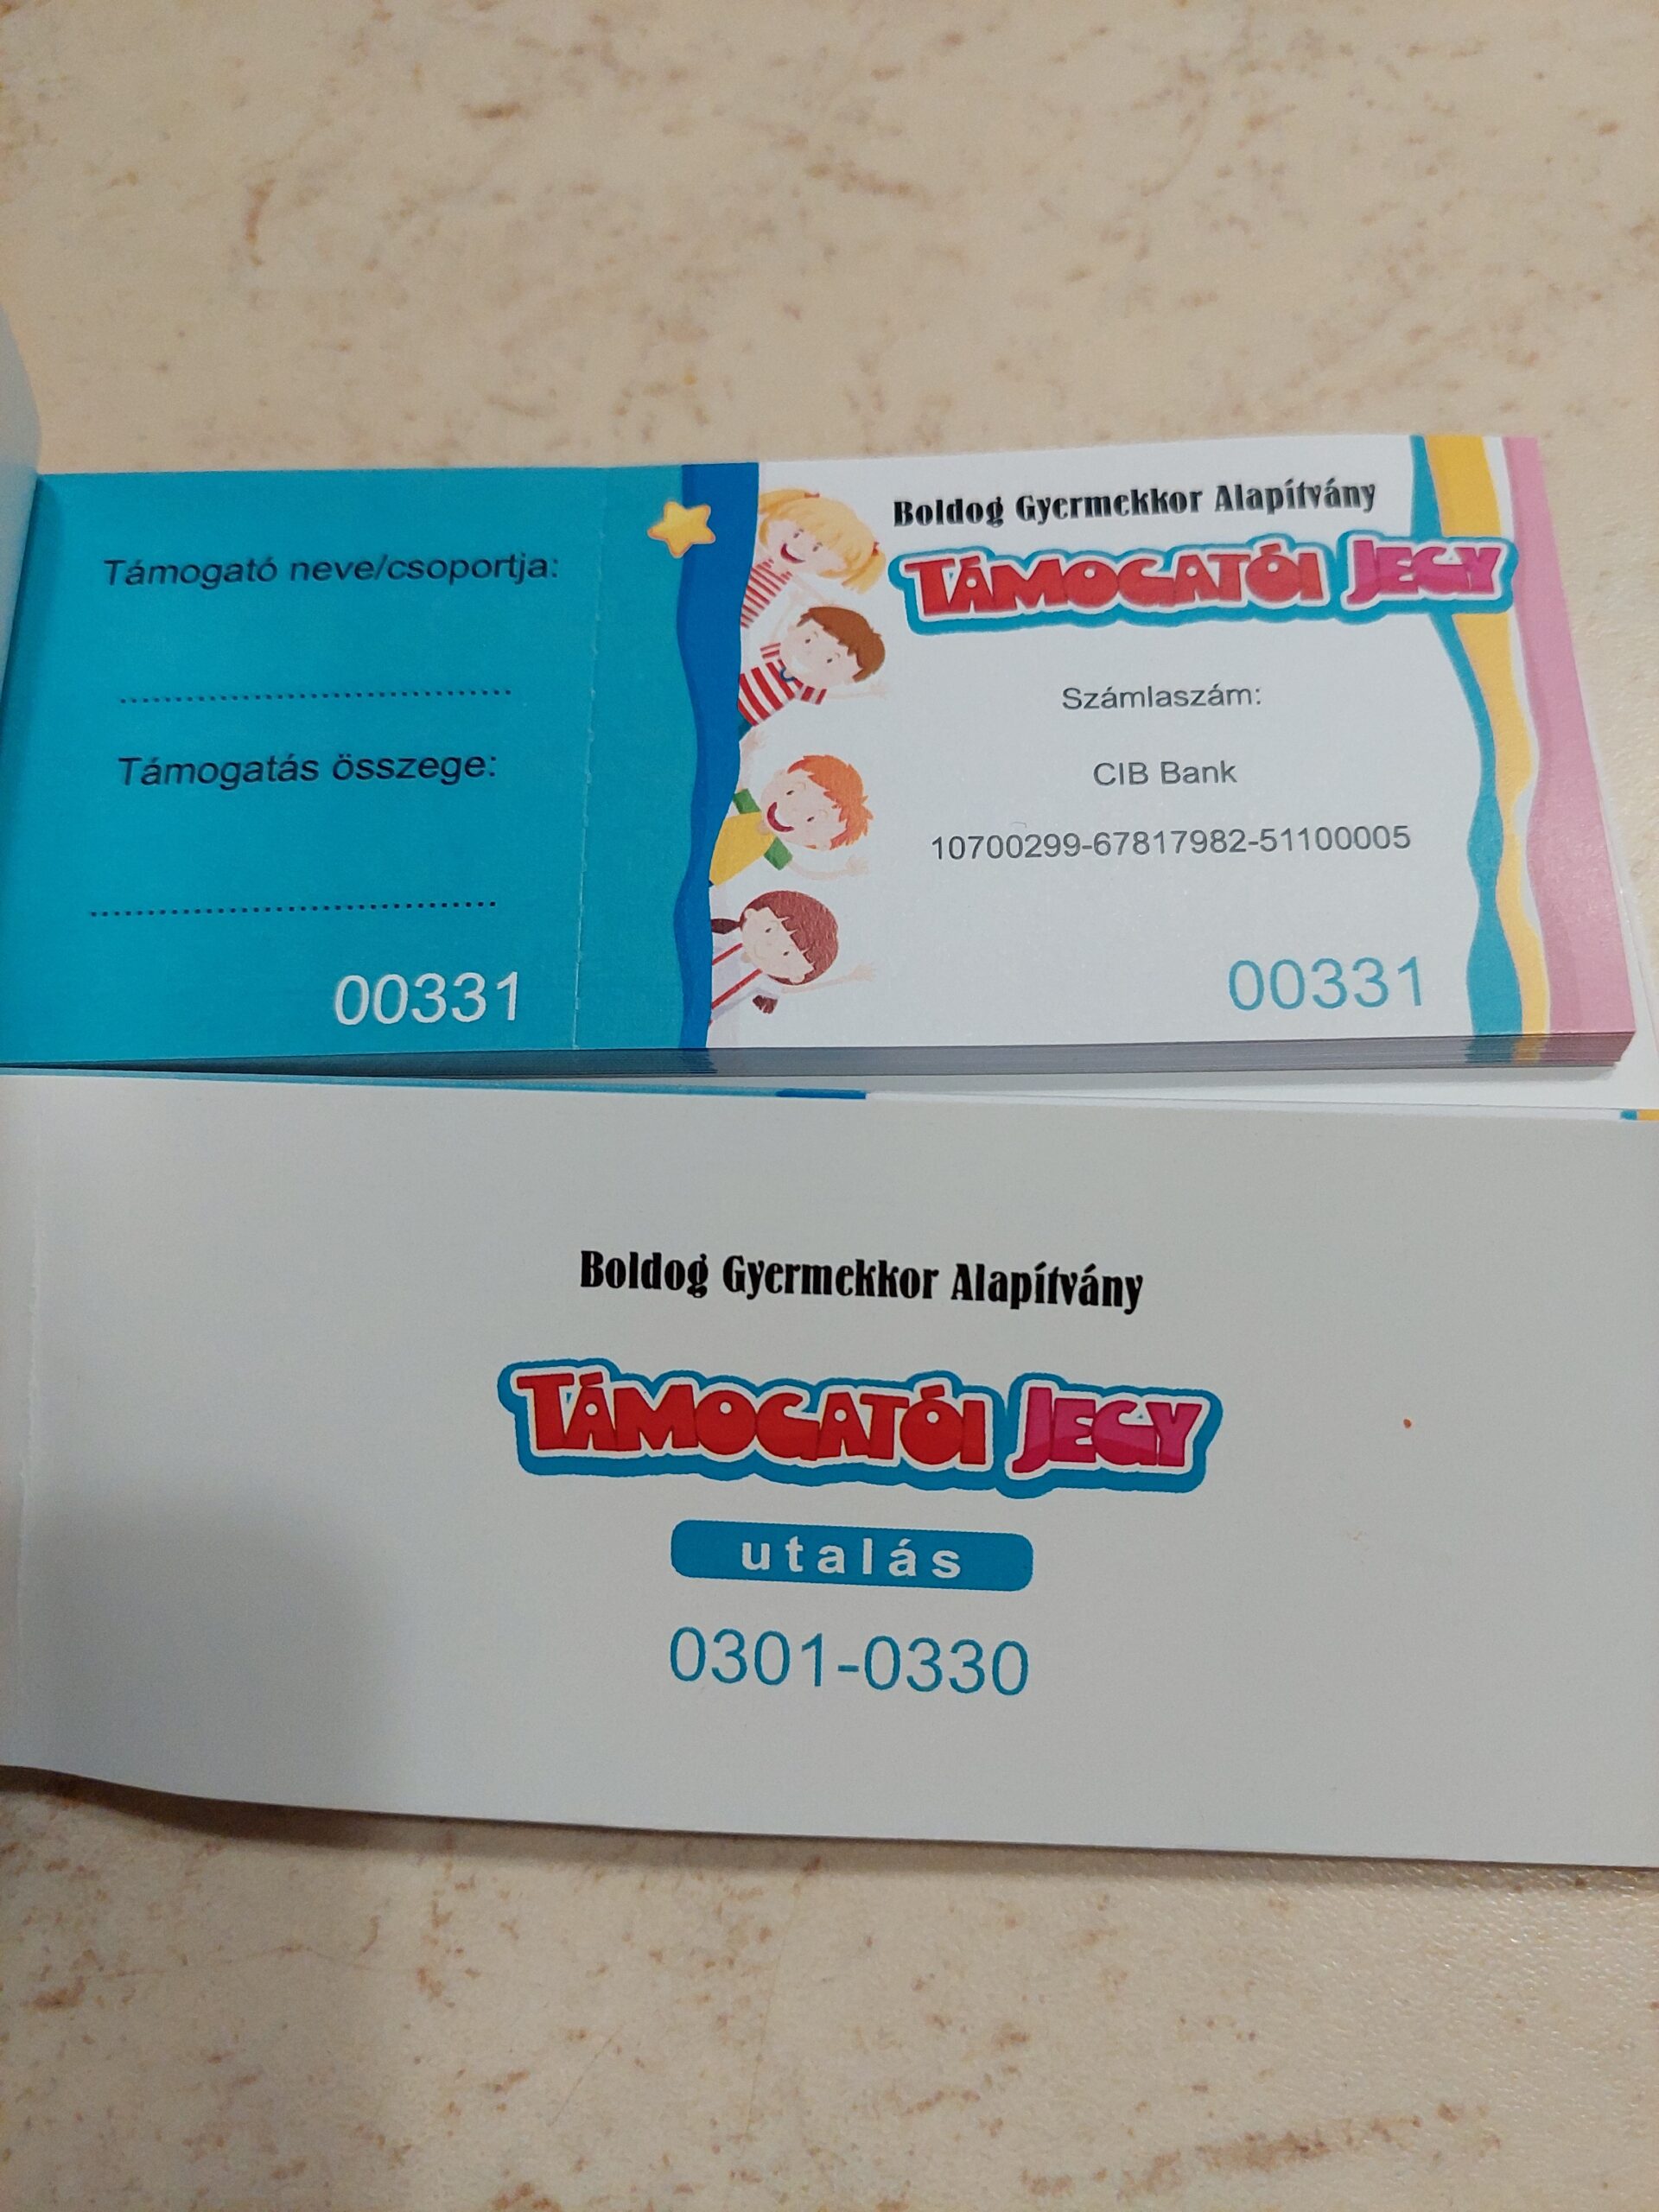 Támogató neve/csoportja:
..................................
Támogatás összege:
..................................
00331
Boldog Gyermekkor Alapítvány
TÁMOGATÓI JEGY
Számlaszám:
CIB Bank
10700299-67817982-51100005
00331
Boldog Gyermekkor Alapítvány
TÁMOGATÓI JEGY
utalás
0301-0330